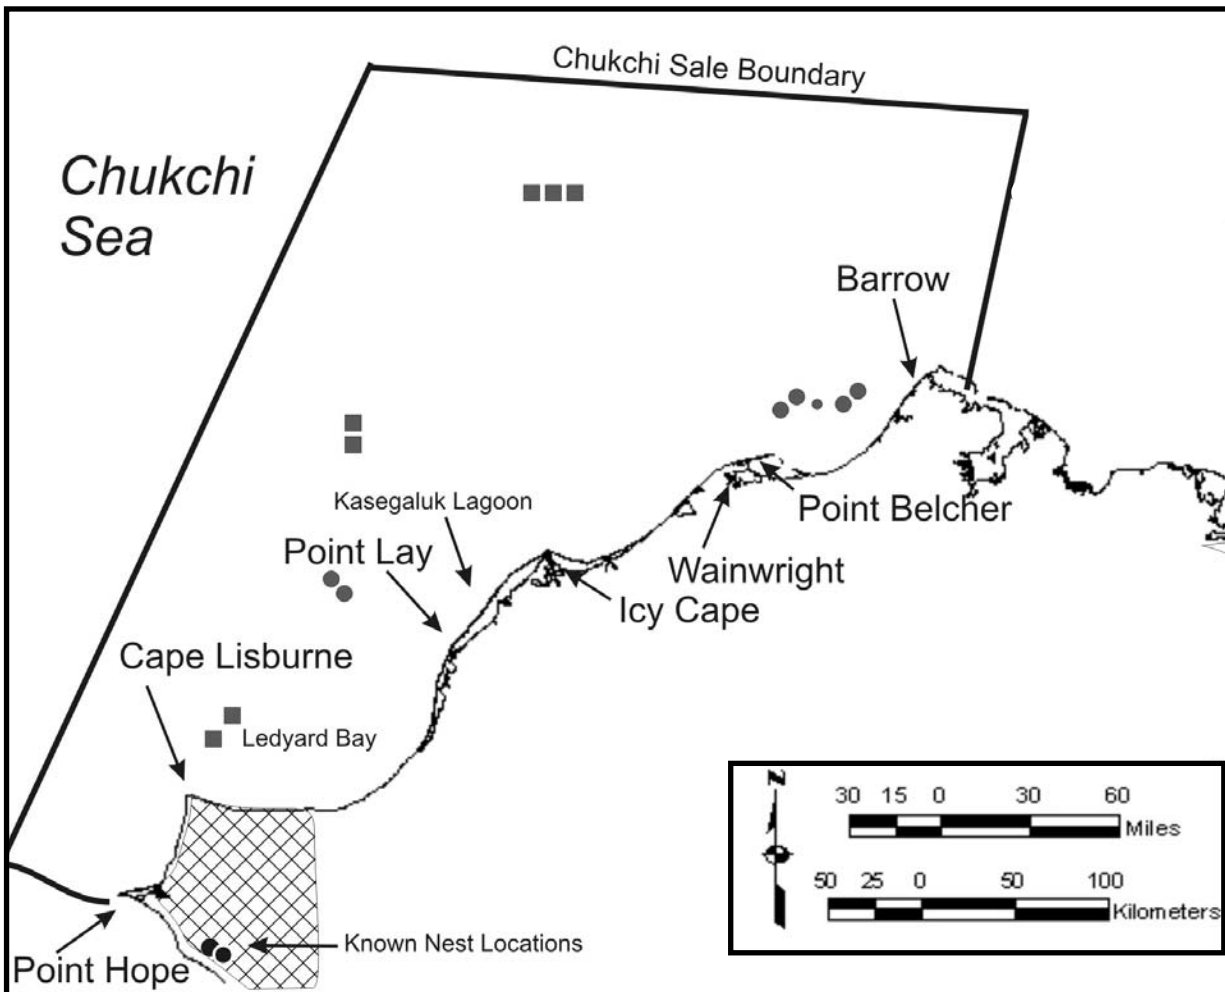 Chukchi Sale Boundary
Chukchi
Sea
Barrow
Kasegaluk Lagoon
Point Belcher
Point Lay
Wainwright
Icy Cape
Cape Lisburne
Ledyard Bay
N
30 15 0 30 60
Miles
50 25 0 50 100
Kilometers
Known Nest Locations
Point Hope